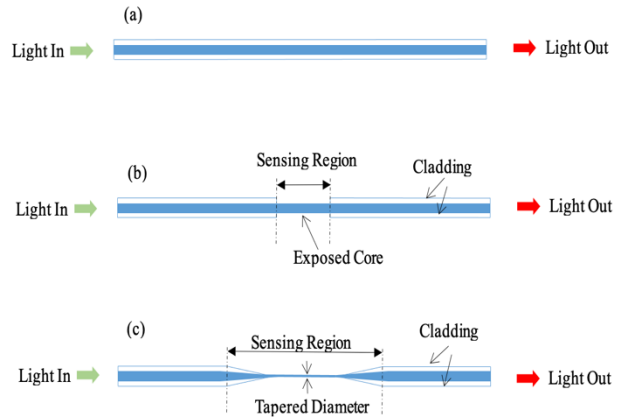 (a)
Light In
Light Out
(b)
Sensing Region
Cladding
Light In
Light Out
Exposed Core
(c)
Sensing Region
Cladding
Light In
Light Out
Tapered Diameter